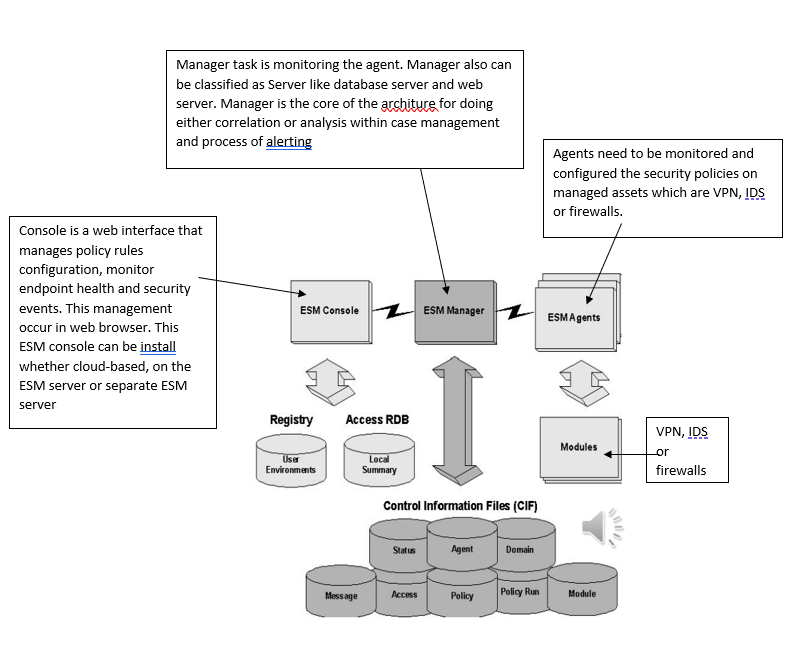 Manager task is monitoring the agent. Manager also can
be classified as Server like database server and web
server. Manager is the core of the architure for doing
either correlation or analysis within case management
and process of alerting
Agents need to be monitored and
configured the security policies on
managed assets which are VPN, IDS
or firewalls.
Console is a web interface that
manages policy rules
configuration, monitor
endpoint health and security
events. This management
occur in web browser. This
ESM console can be install
whether cloud-based, on the
ESM server or separate ESM
server
ESM Console
ESM Manager
ESM Agents
Registry
Access RDB
User
Environments
Local
Summary
Modules
VPN, IDS
or
firewalls
Control Information Files (CIF)
Status
Agent
Domain
Message
Access
Policy
Policy Run
Module